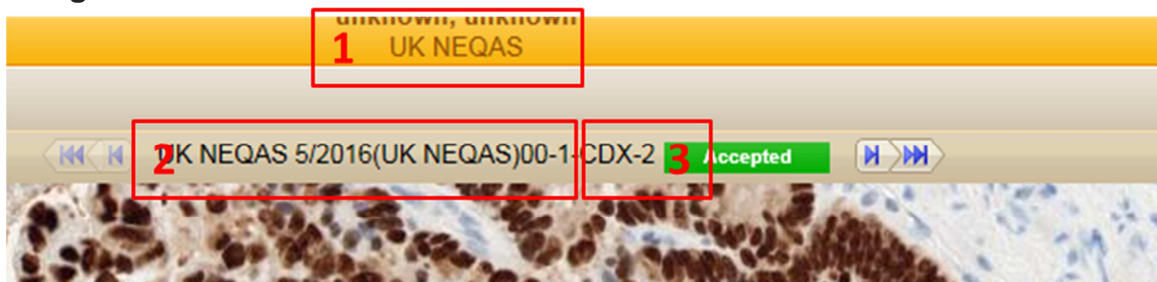 unknown, unknown
1 UK NEQAS
2 UK NEQAS 5/2016(UK NEQAS)00-1-CDX-2 3 Accepted